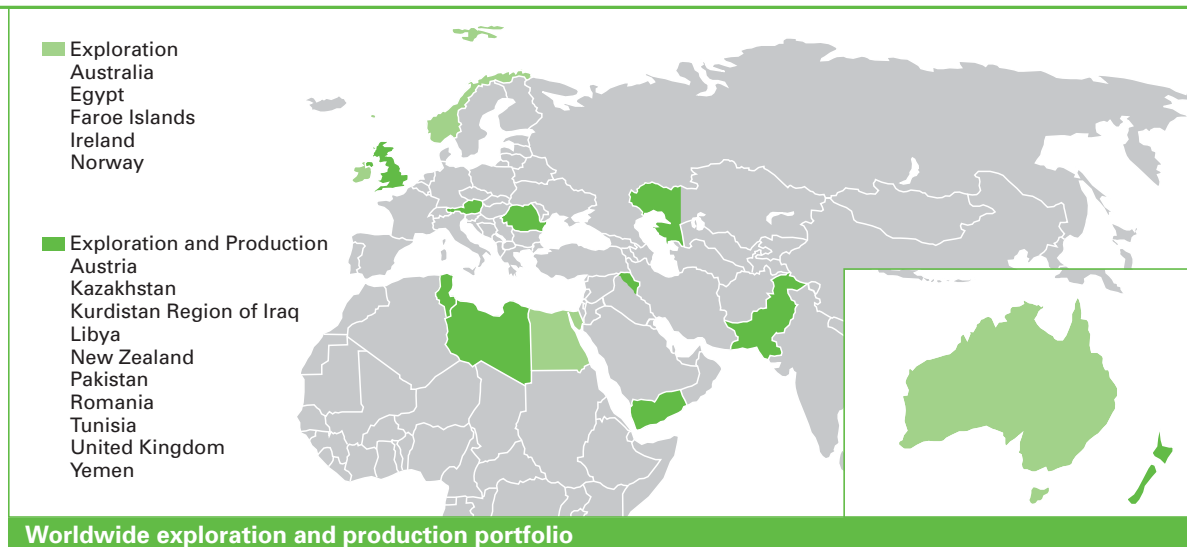 Exploration
Australia
Egypt
Faroe Islands
Ireland
Norway
Exploration and Production
Austria
Kazakhstan
Kurdistan Region of Iraq
Libya
New Zealand
Pakistan
Romania
Tunisia
United Kingdom
Yemen
Worldwide exploration and production portfolio